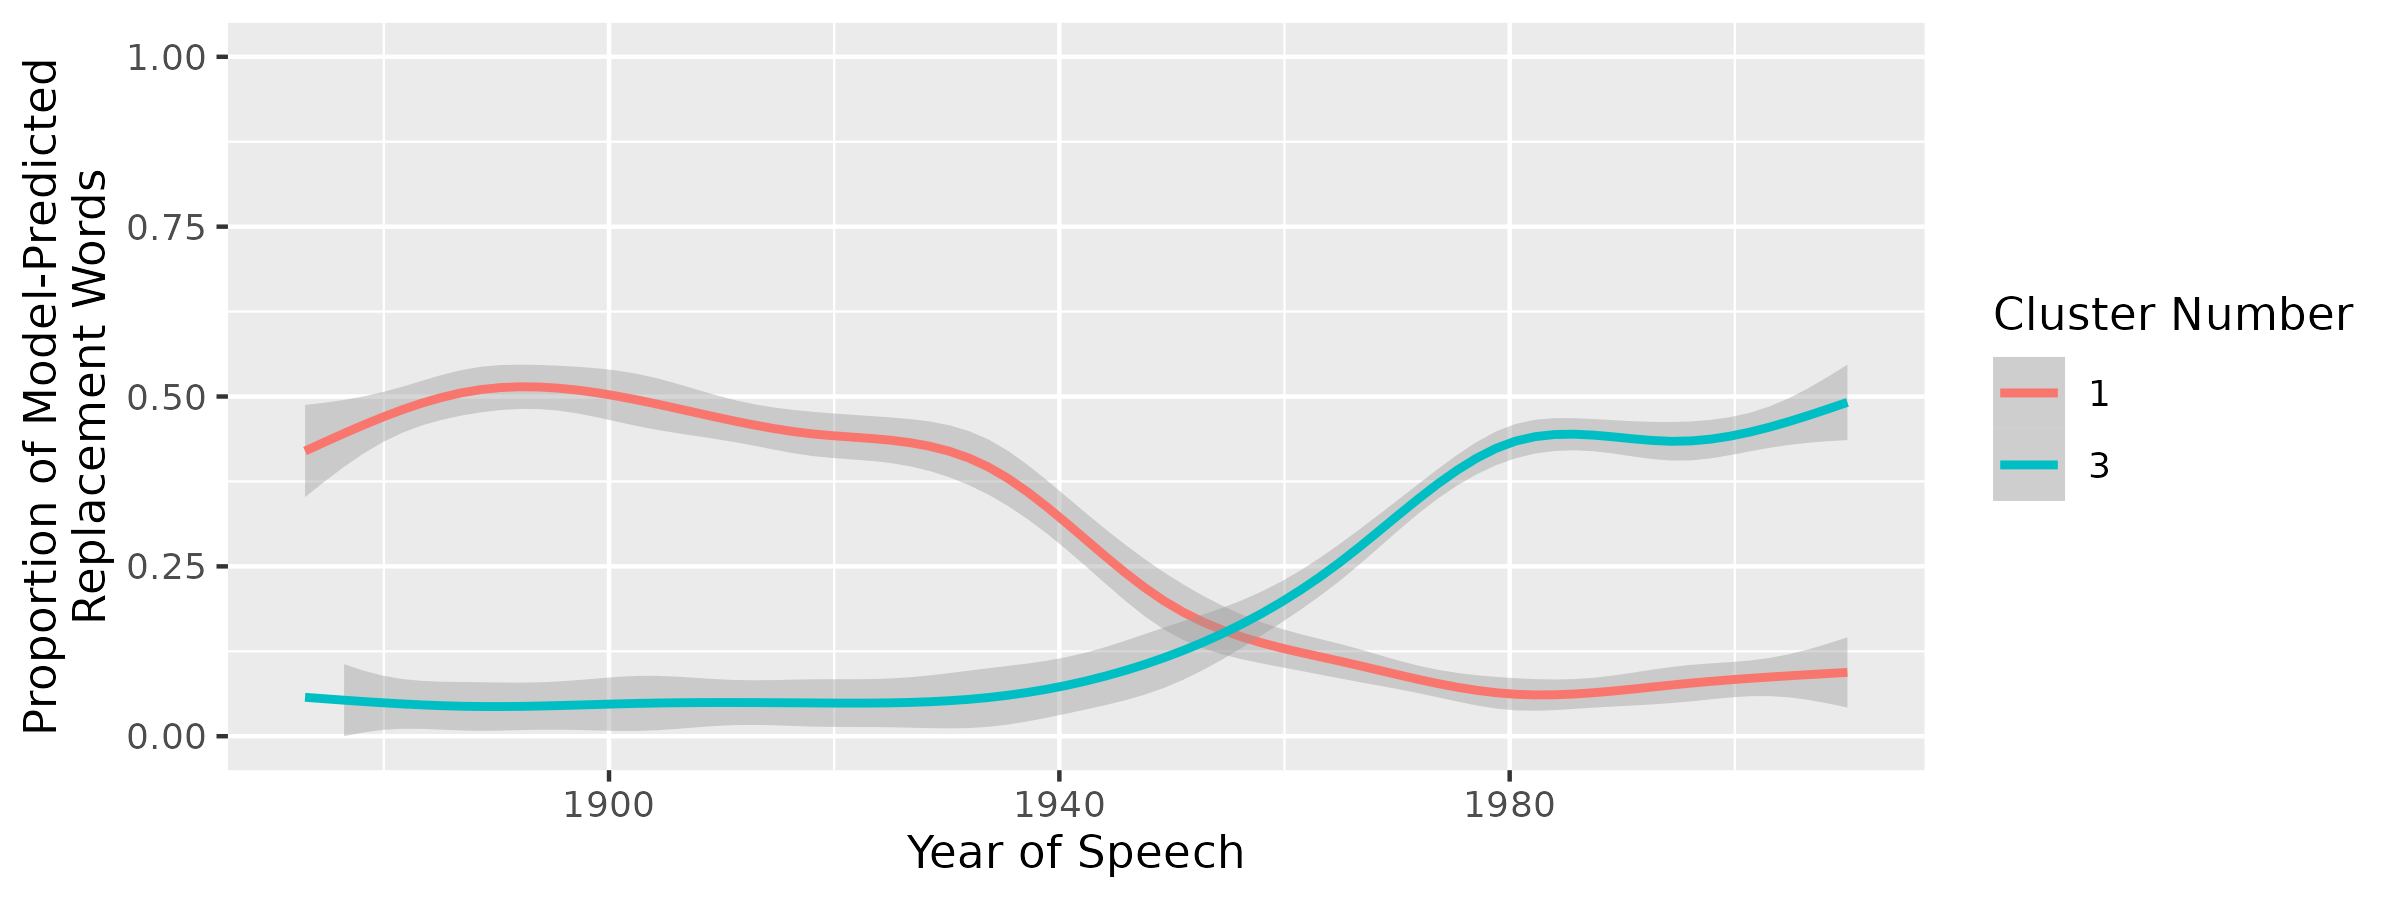 Proportion of Model-Predicted
Replacement Words
1.00
0.75
0.50
0.25
0.00
1900
1940
1980
Year of Speech
Cluster Number
1
3